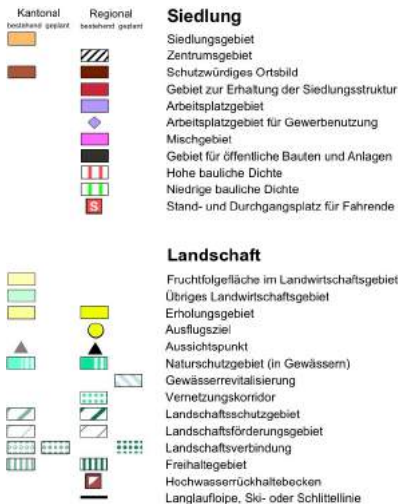 Kantonal Regional Siedlung
bestehend geplant bestehend geplant
Siedlungsgebiet
Zentrumsgebiet
Schutzwürdiges Ortsbild
Gebiet zur Erhaltung der Siedlungsstruktur
Arbeitsplatzgebiet
Arbeitsplatzgebiet für Gewerbenutzung
Mischgebiet
Gebiet für öffentliche Bauten und Anlagen
Hohe bauliche Dichte
Niedrige bauliche Dichte
S Stand- und Durchgangsplatz für Fahrende
Landschaft
Fruchtfolgefläche im Landwirtschaftsgebiet
Übriges Landwirtschaftsgebiet
Erholungsgebiet
Ausflugsziel
Aussichtspunkt
Naturschutzgebiet (in Gewässern)
Gewässerrevitalisierung
Vernetzungskorridor
Landschaftsschutzgebiet
Landschaftsförderungsgebiet
Landschaftsverbindung
Freihaltegebiet
Hochwasserrückhaltebecken
Langlaufloipe, Ski- oder Schlittellinie